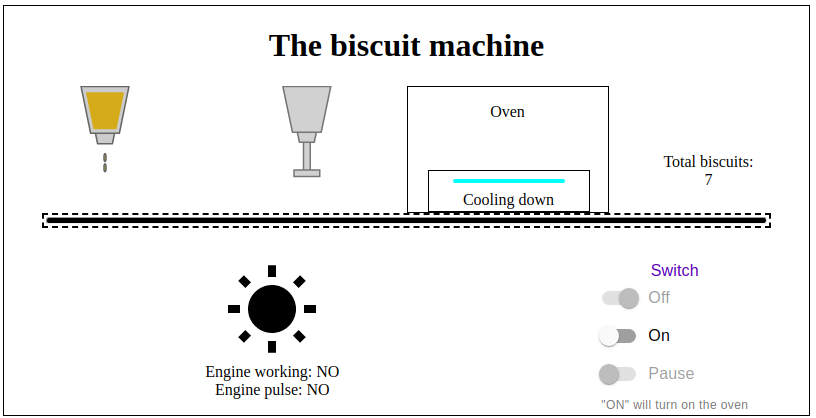 The biscuit machine
Oven
Total biscuits:
7
Cooling down
Switch
Off
On
Pause
Engine working: NO
Engine pulse: NO
"ON" will turn on the oven